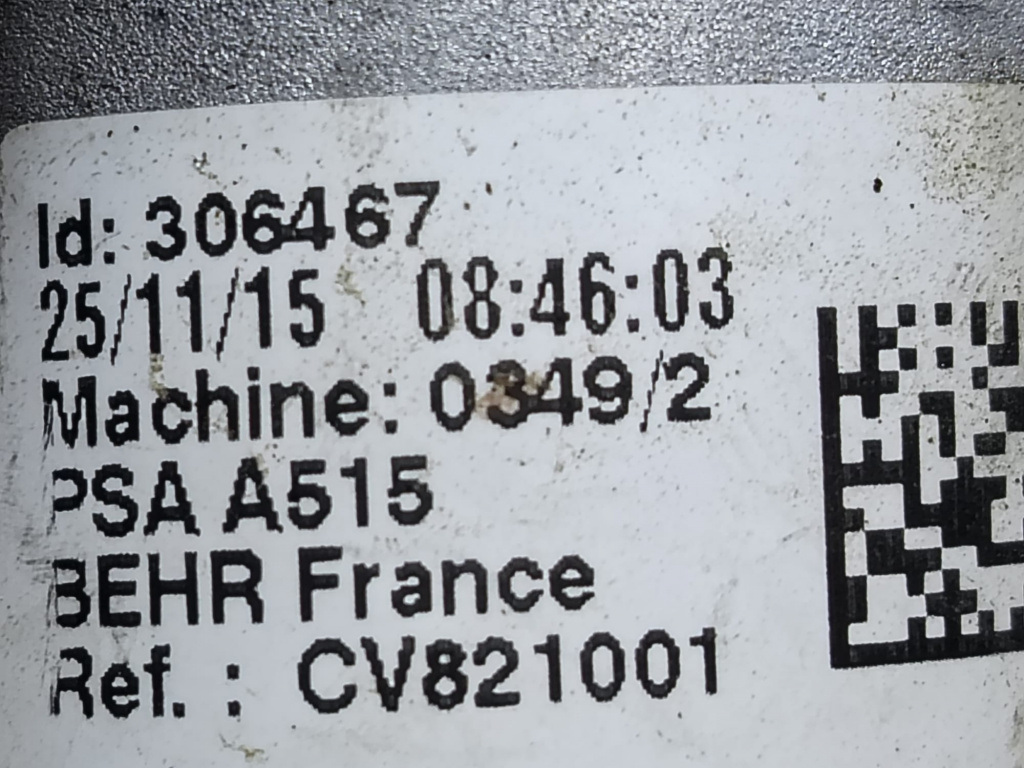 Id: 306467
25/11/15 08:46:03
Machine: 0349/2
PSA A515
BEHR France
Ref. : CV821001